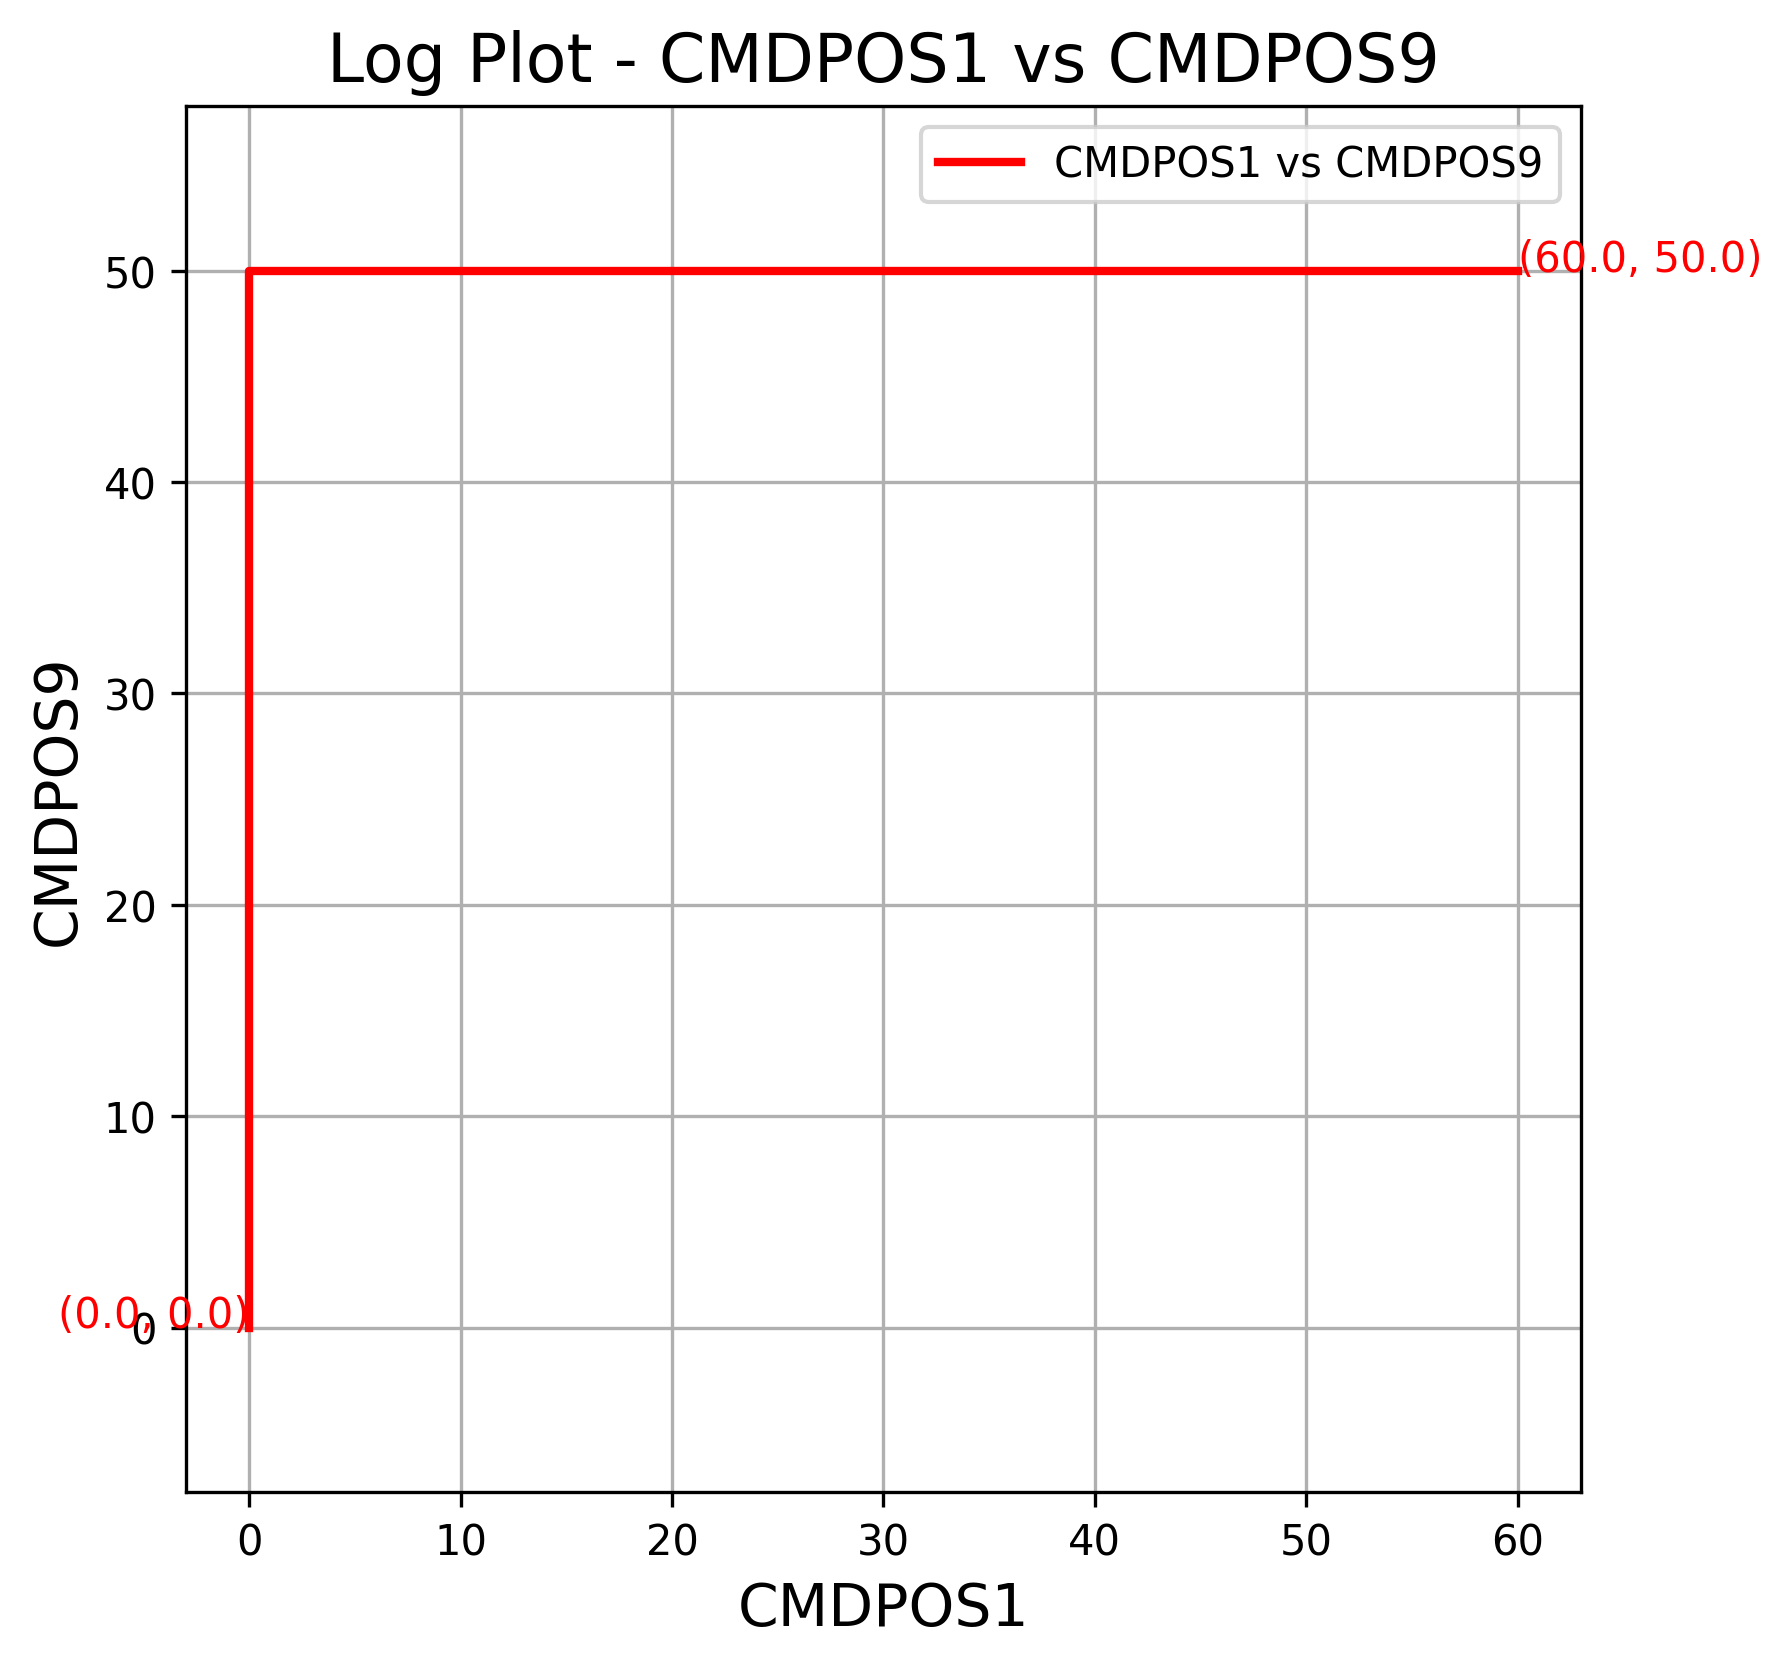 Log Plot - CMDPOS1 vs CMDPOS9
CMDPOS1 vs CMDPOS9
(60.0, 50.0)
50
40
30
20
10
0
(0.0, 0.0)
CMDPOS9
0 10 20 30 40 50 60
CMDPOS1